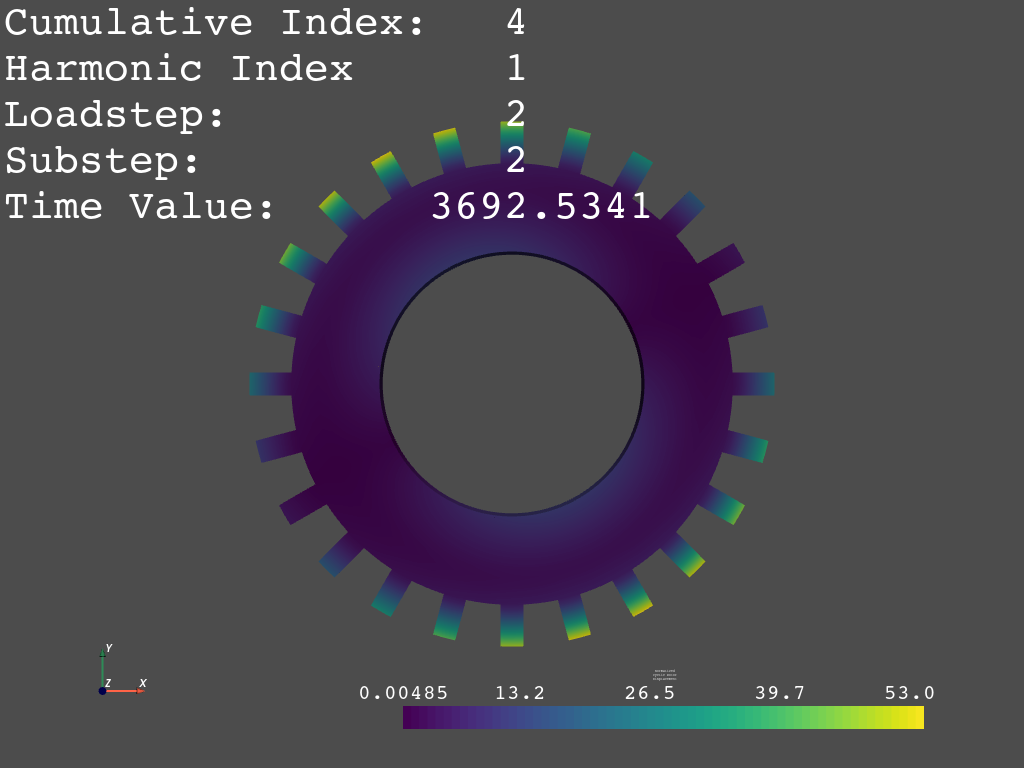 Cumulative Index: 4
Harmonic Index 1
Loadstep: 2
Substep: 2
Time Value: 3692.5341
Y
Z X
0.00485 13.2 26.5 39.7 53.0